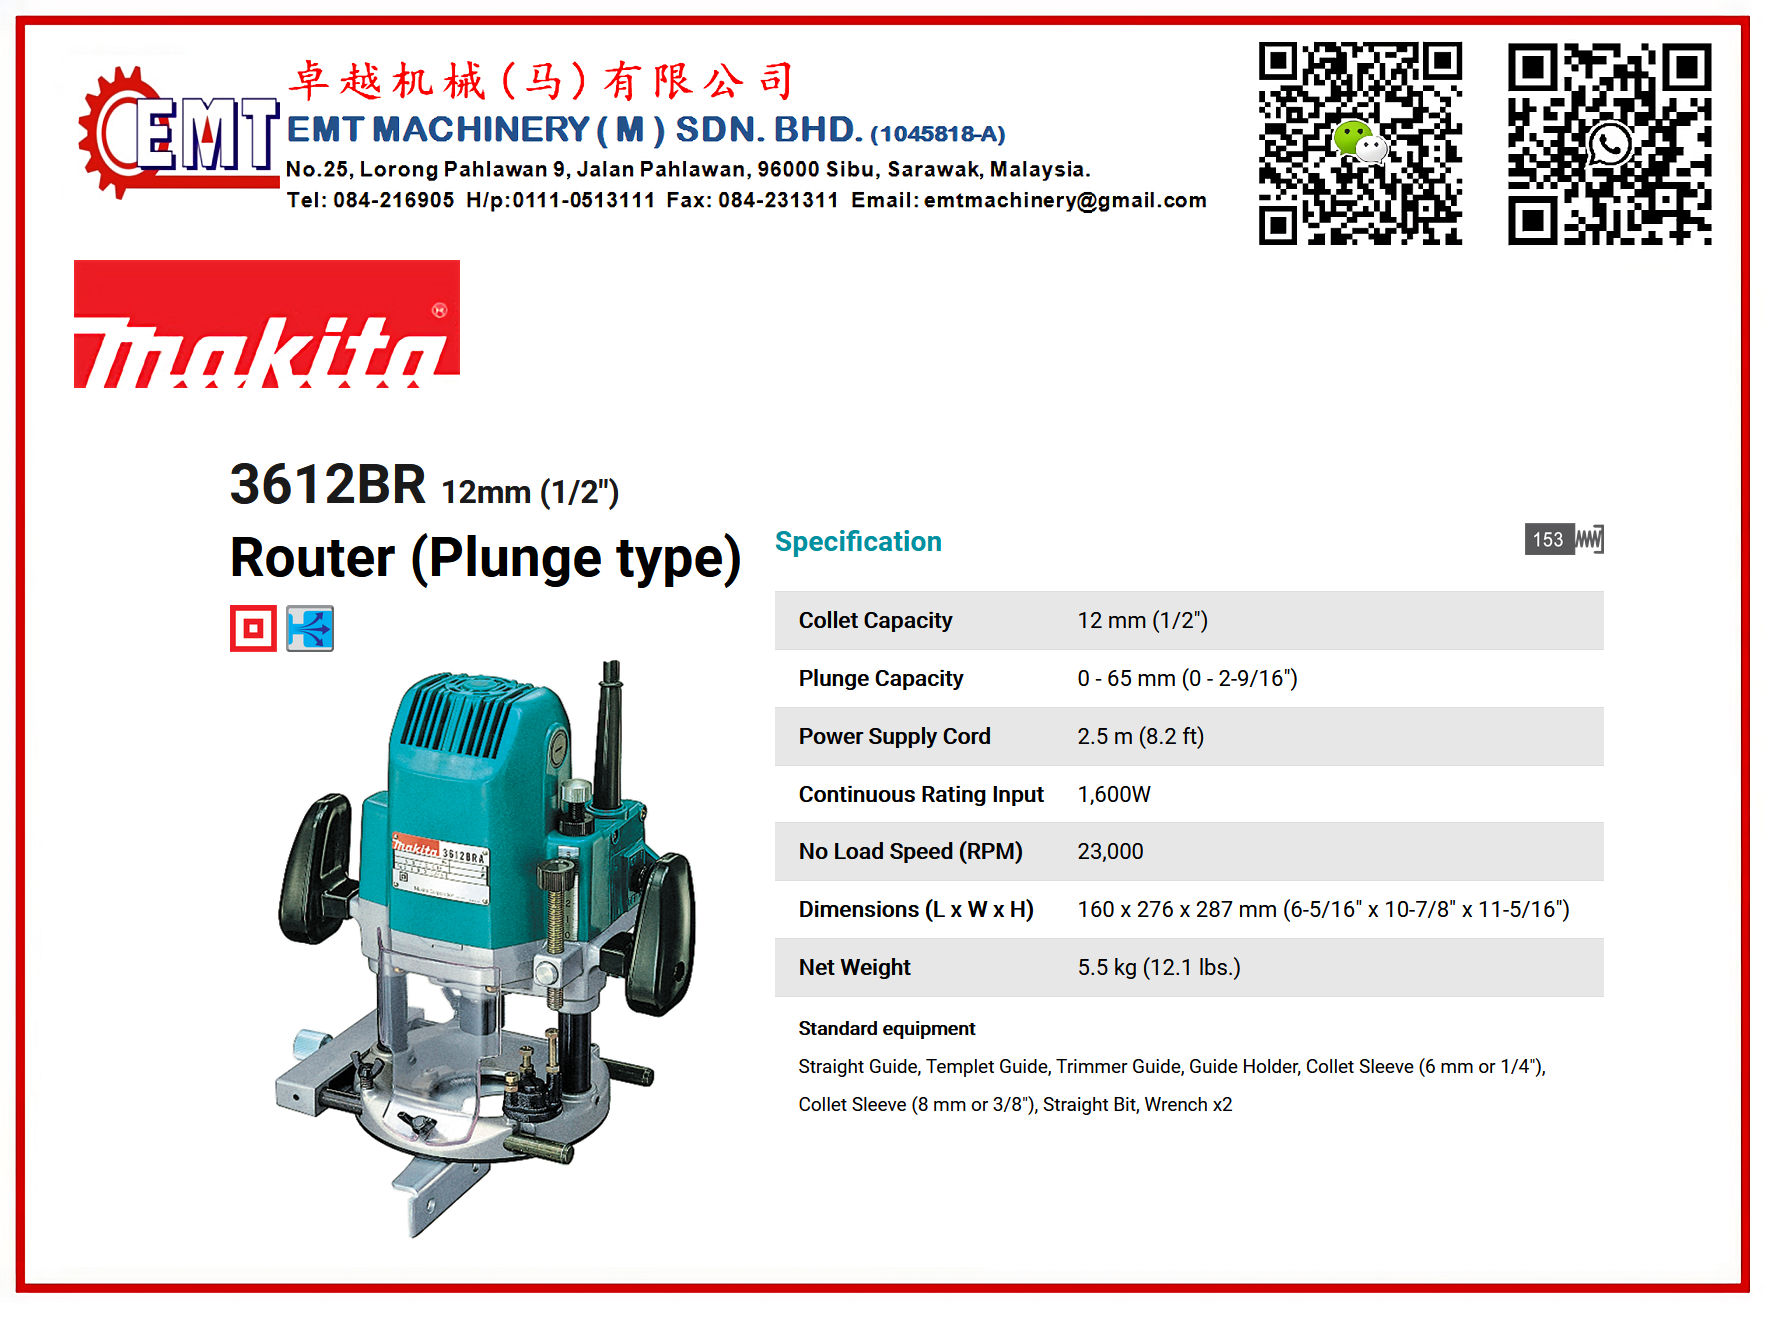 卓越机械(马)有限公司
EMT
EMT MACHINERY ( M ) SDN. BHD. (1045818-A)
No.25, Lorong Pahlawan 9, Jalan Pahlawan, 96000 Sibu, Sarawak, Malaysia.
Tel: 084-216905 H/p:0111-0513111 Fax: 084-231311 Email: emtmachinery@gmail.com
makita
3612BR 12mm (1/2")
Router (Plunge type)
Specification
153
Collet Capacity 12 mm (1/2")
Plunge Capacity 0 - 65 mm (0 - 2-9/16")
Power Supply Cord 2.5 m (8.2 ft)
Continuous Rating Input 1,600W
No Load Speed (RPM) 23,000
Dimensions (L x W x H) 160 x 276 x 287 mm (6-5/16" x 10-7/8" x 11-5/16")
Net Weight 5.5 kg (12.1 lbs.)
Standard equipment
Straight Guide, Templet Guide, Trimmer Guide, Guide Holder, Collet Sleeve (6 mm or 1/4"),
Collet Sleeve (8 mm or 3/8"), Straight Bit, Wrench x2
makita 3612BRA